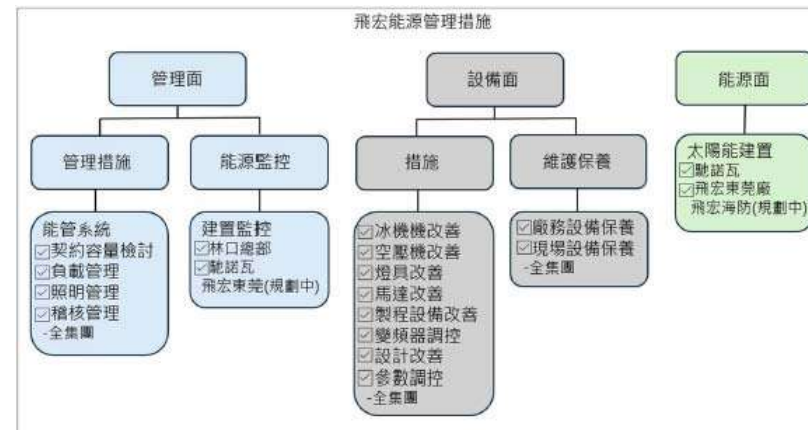 飛宏能源管理措施
管理面
管理措施
能管系統
☑契約容量檢討
☑負載管理
☑照明管理
☑稽核管理
-全集團
能源監控
建置監控
☑林口總部
☑馳諾瓦
飛宏東莞(規劃中)
設備面
措施
☑冰機機改善
☑空壓機改善
☑燈具改善
☑馬達改善
☑製程設備改善
☑變頻器調控
☑設計改善
☑參數調控
-全集團
維護保養
☑廠務設備保養
☑現場設備保養
-全集團
能源面
太陽能建置
☑馳諾瓦
☑飛宏東莞廠
飛宏海防(規劃中)